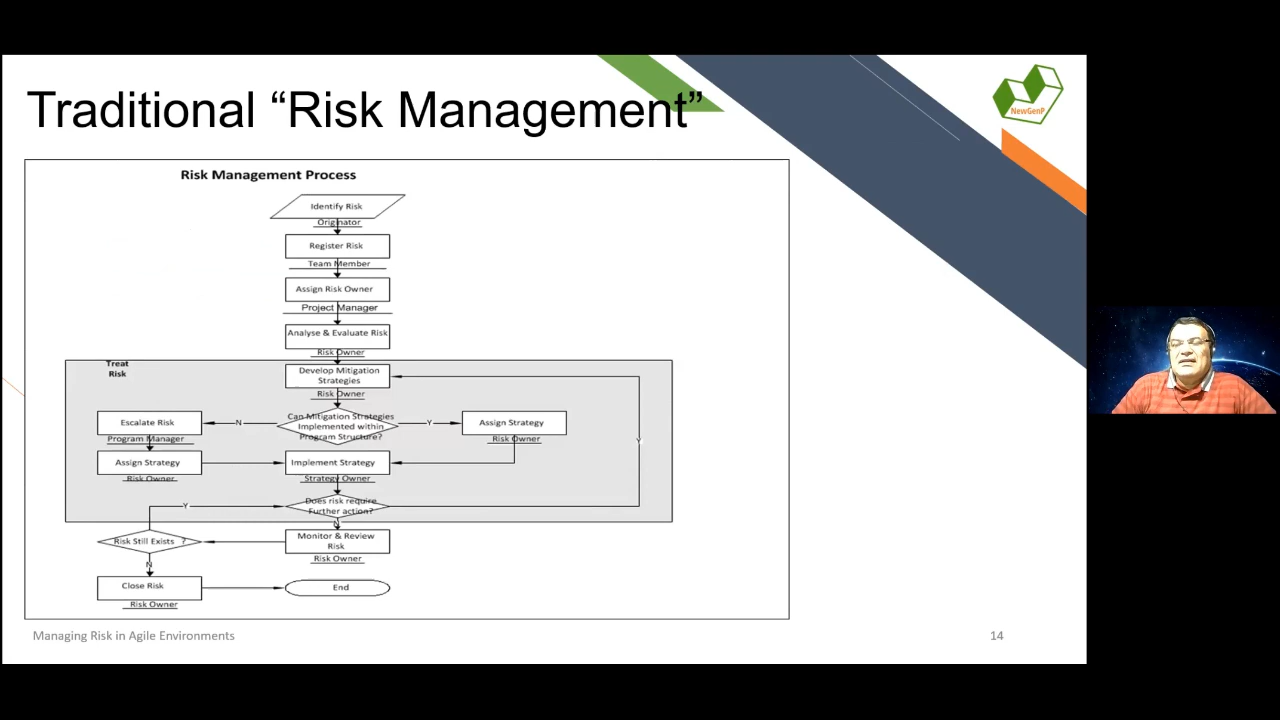 Traditional “Risk Management”
NewGenP
Risk Management Process
Identify Risk
Originator
Register Risk
Team Member
Assign Risk Owner
Project Manager
Analyse & Evaluate Risk
Risk Owner
Treat
Risk
Develop Mitigation
Strategies
Risk Owner
Can Mitigation Strategies
Implemented within
Program Structure?
N
Y
Escalate Risk
Program Manager
Assign Strategy
Risk Owner
Assign Strategy
Risk Owner
Implement Strategy
Strategy Owner
Does risk require
Further action?
Y
Y
N
Monitor & Review
Risk
Risk Owner
Risk Still Exists ?
N
Close Risk
Risk Owner
End
Managing Risk in Agile Environments
14